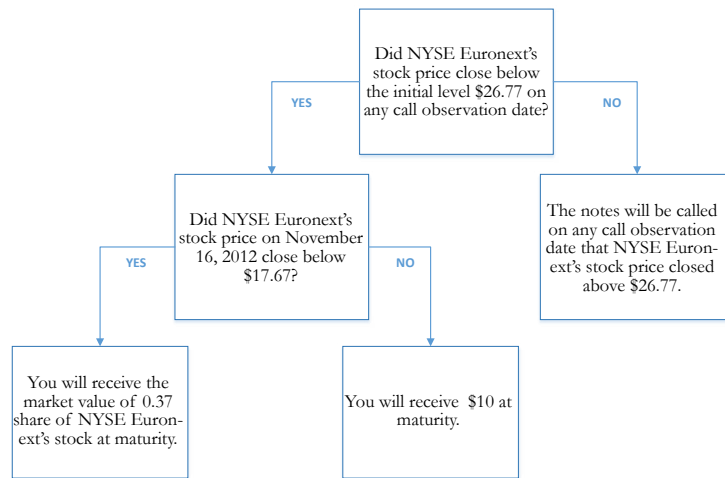 Did NYSE Euronext's
stock price close below
the initial level $26.77 on
any call observation date?
YES
NO
Did NYSE Euronext's
stock price on November
16, 2012 close below
$17.67?
The notes will be called
on any call observation
date that NYSE Euron-
ext's stock price closed
above $26.77.
YES
NO
You will receive the
market value of 0.37
share of NYSE Euron-
ext's stock at maturity.
You will receive $10 at
maturity.